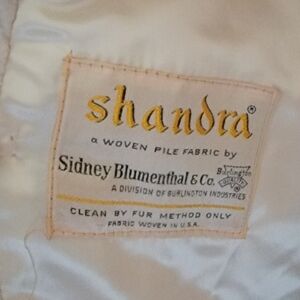 shandra®
a WOVEN PILE FABRIC by
Sidney Blumenthal & Co.
Burlington
A DIVISION OF BURLINGTON INDUSTRIES
CLEAN BY FUR METHOD ONLY
FABRIC WOVEN IN U.S.A.